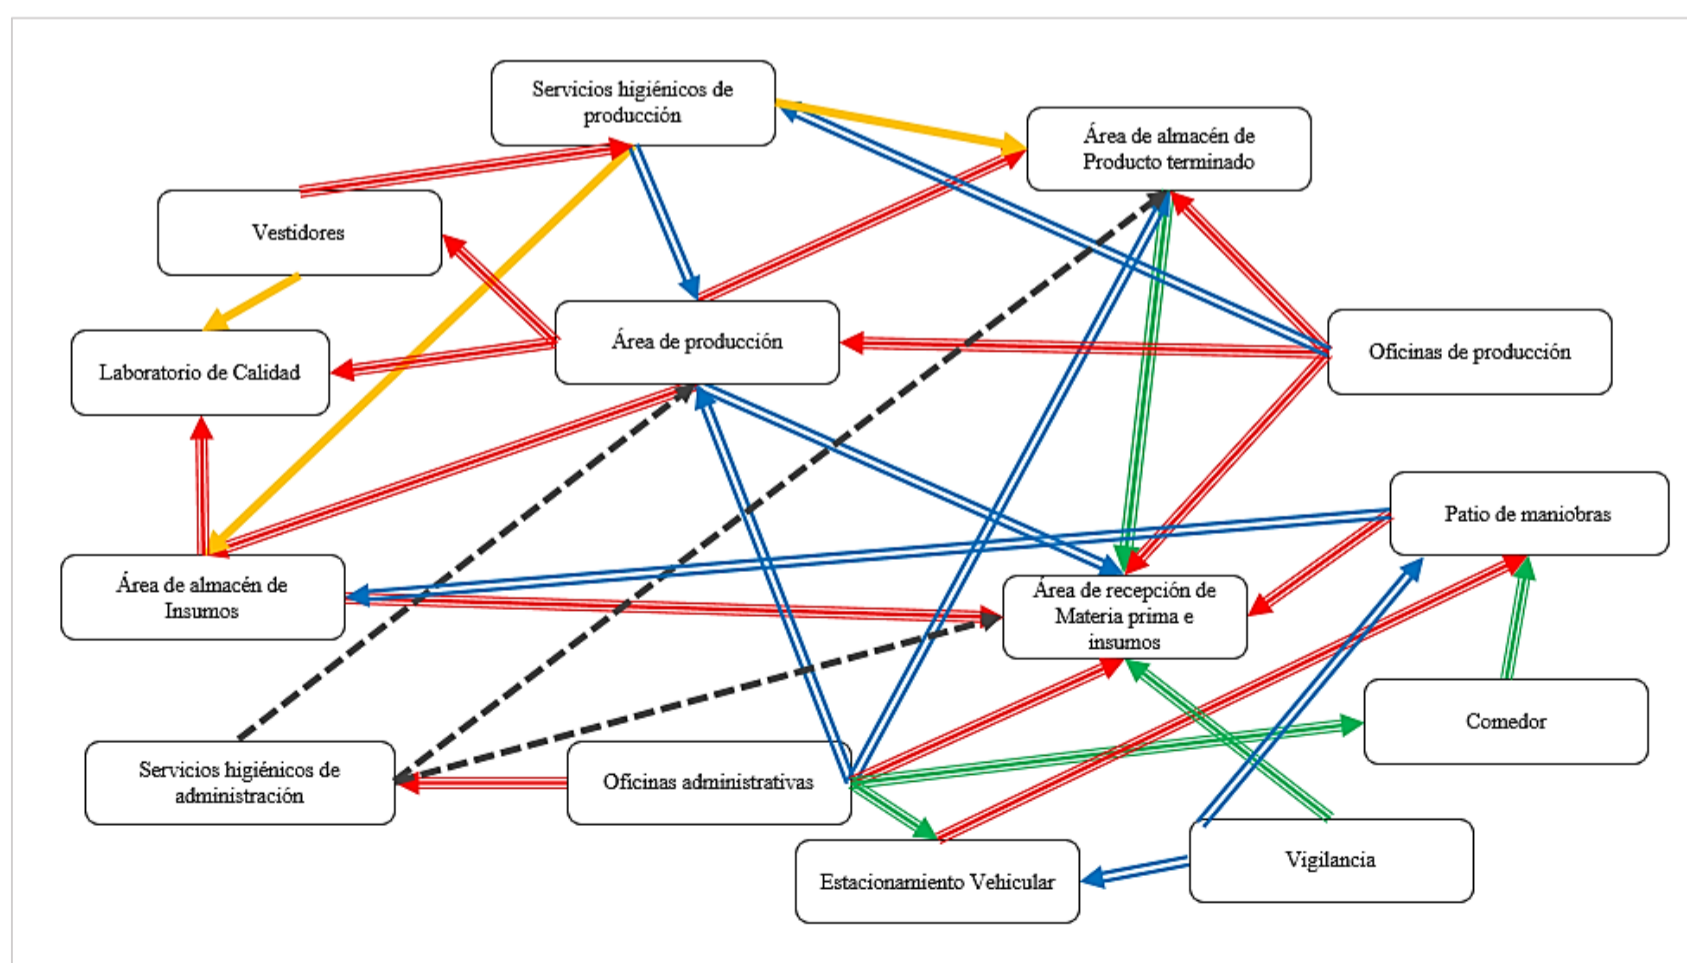 Servicios higiénicos de
producción
Área de almacén de
Producto terminado
Vestidores
Área de producción
Oficinas de producción
Laboratorio de Calidad
Patio de maniobras
Área de almacén de
Insumos
Área de recepción de
Materia prima e
insumos
Comedor
Servicios higiénicos de
administración
Oficinas administrativas
Vigilancia
Estacionamiento Vehicular